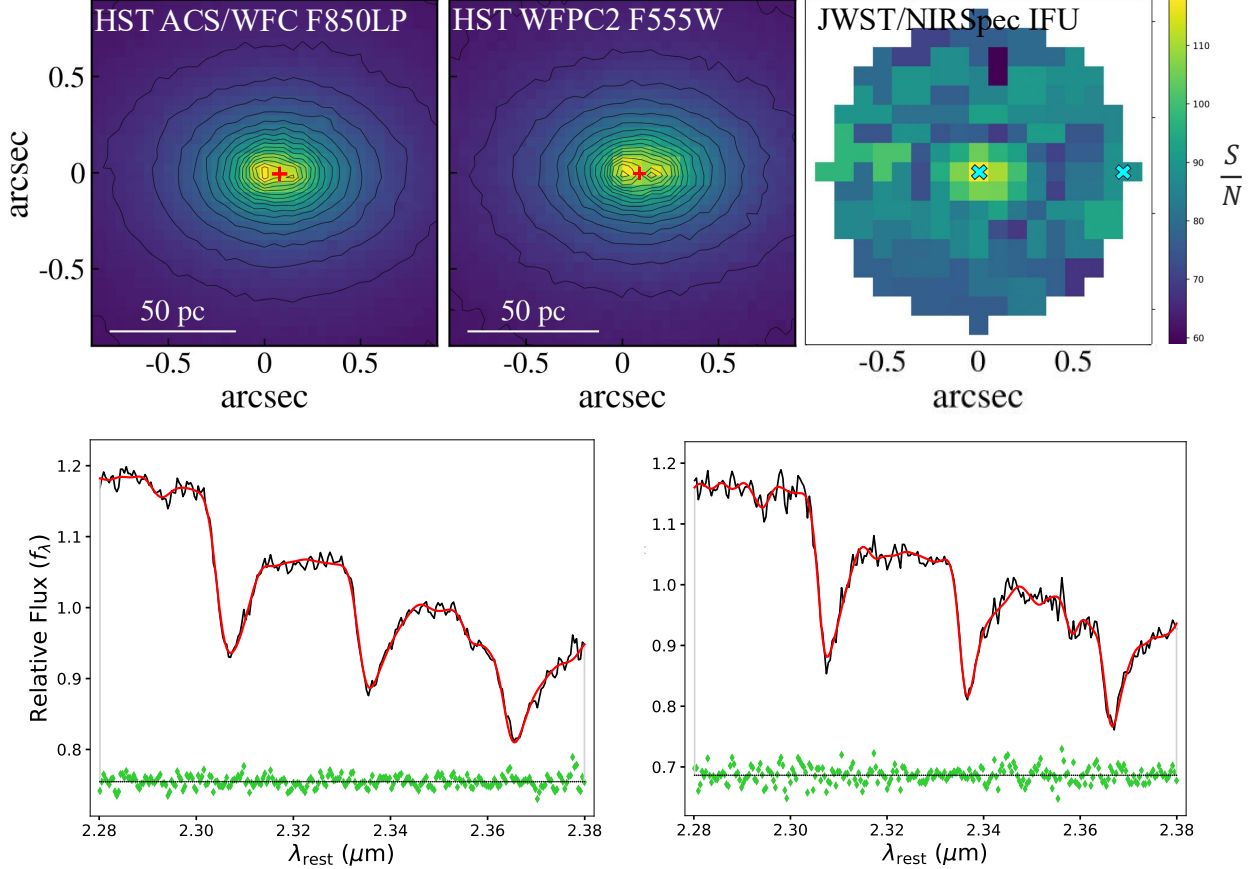 HST ACS/WFC F850LP
HST WFPC2 F555W
JWST/NIRSpec IFU
0.5
0
-0.5
arcsec
50 pc
50 pc
110
100
90
80
70
60
S
N
-0.5 0 0.5
-0.5 0 0.5
-0.5 0 0.5
arcsec
arcsec
arcsec
1.2
1.1
1.0
0.9
0.8
Relative Flux (fλ)
2.28 2.30 2.32 2.34 2.36 2.38
λrest (μm)
1.2
1.1
1.0
0.9
0.8
0.7
2.28 2.30 2.32 2.34 2.36 2.38
λrest (μm)